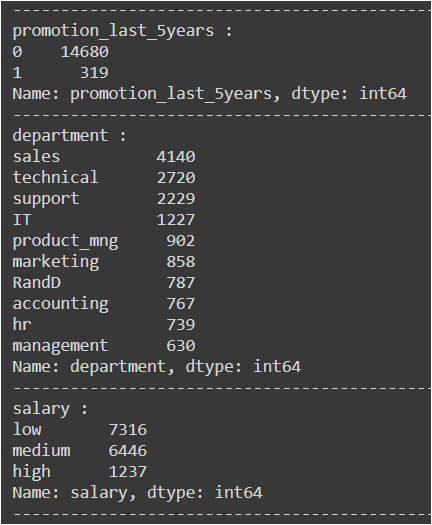 --------------------------------------------
promotion_last_5years :
0    14680
1      319
Name: promotion_last_5years, dtype: int64
--------------------------------------------
department :
sales          4140
technical      2720
support        2229
IT             1227
product_mng     902
marketing       858
RandD           787
accounting      767
hr              739
management      630
Name: department, dtype: int64
--------------------------------------------
salary :
low       7316
medium    6446
high      1237
Name: salary, dtype: int64
--------------------------------------------